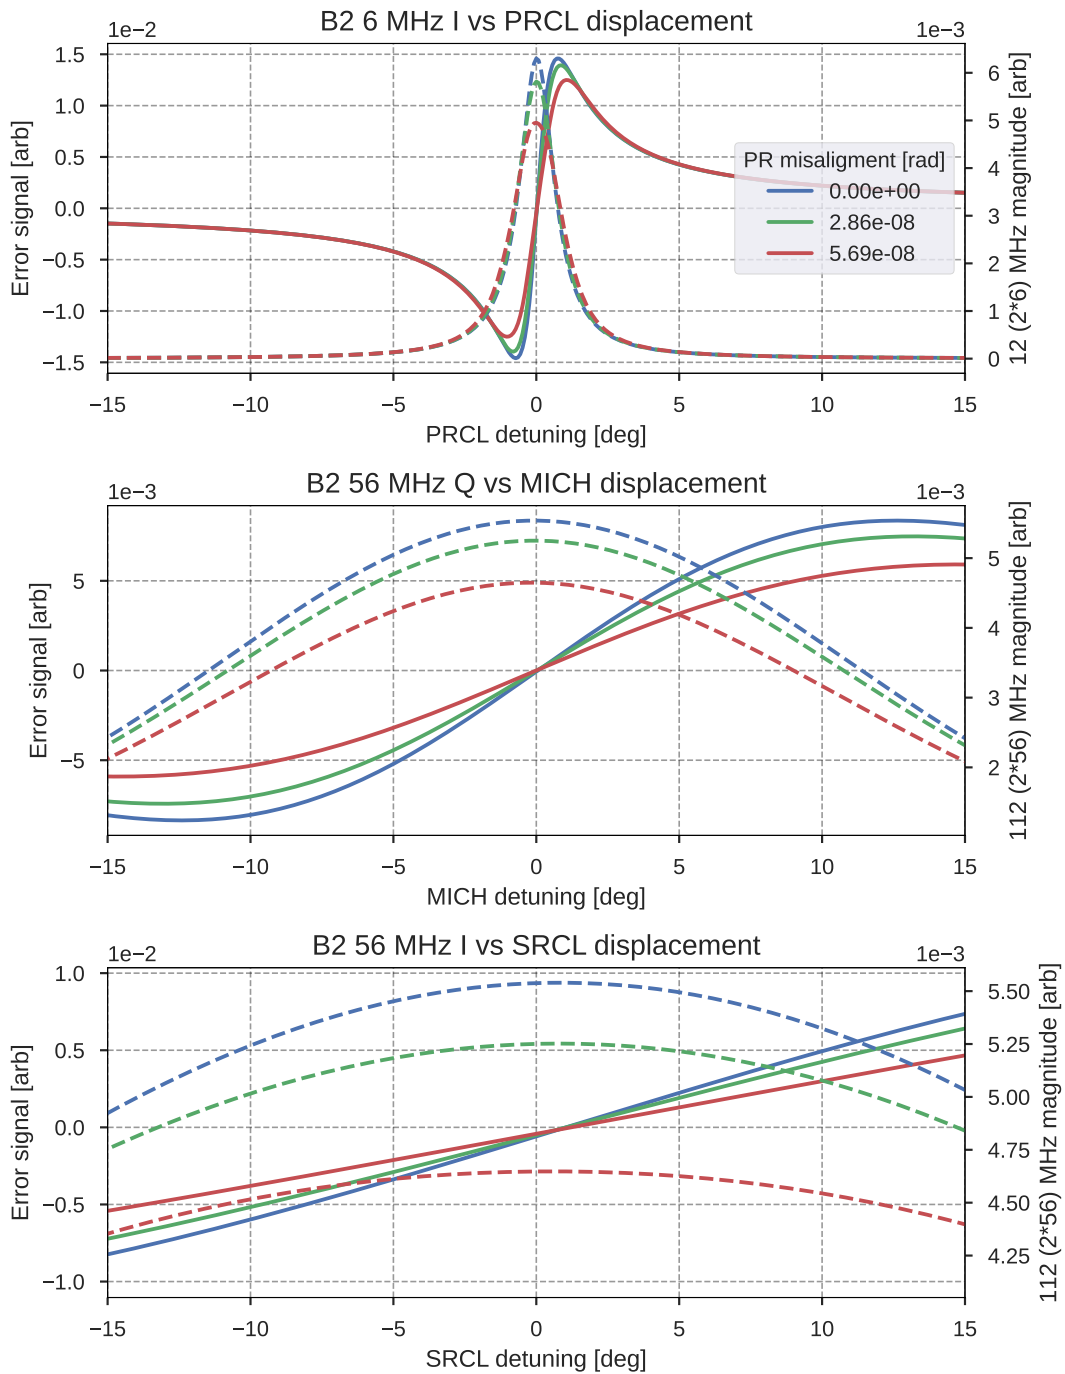 B2 6 MHz I vs PRCL displacement
1e−2
1e−3
1.5
1.0
0.5
0.0
−0.5
−1.0
−1.5
Error signal [arb]
6
5
4
3
2
1
0
12 (2*6) MHz magnitude [arb]
PR misaligment [rad]
0.00e+00
2.86e-08
5.69e-08
−15
−10
−5
0
5
10
15
PRCL detuning [deg]
B2 56 MHz Q vs MICH displacement
1e−3
1e−3
5
0
−5
Error signal [arb]
5
4
3
2
112 (2*56) MHz magnitude [arb]
−15
−10
−5
0
5
10
15
MICH detuning [deg]
B2 56 MHz I vs SRCL displacement
1e−2
1e−3
1.0
0.5
0.0
−0.5
−1.0
Error signal [arb]
5.50
5.25
5.00
4.75
4.50
4.25
112 (2*56) MHz magnitude [arb]
−15
−10
−5
0
5
10
15
SRCL detuning [deg]